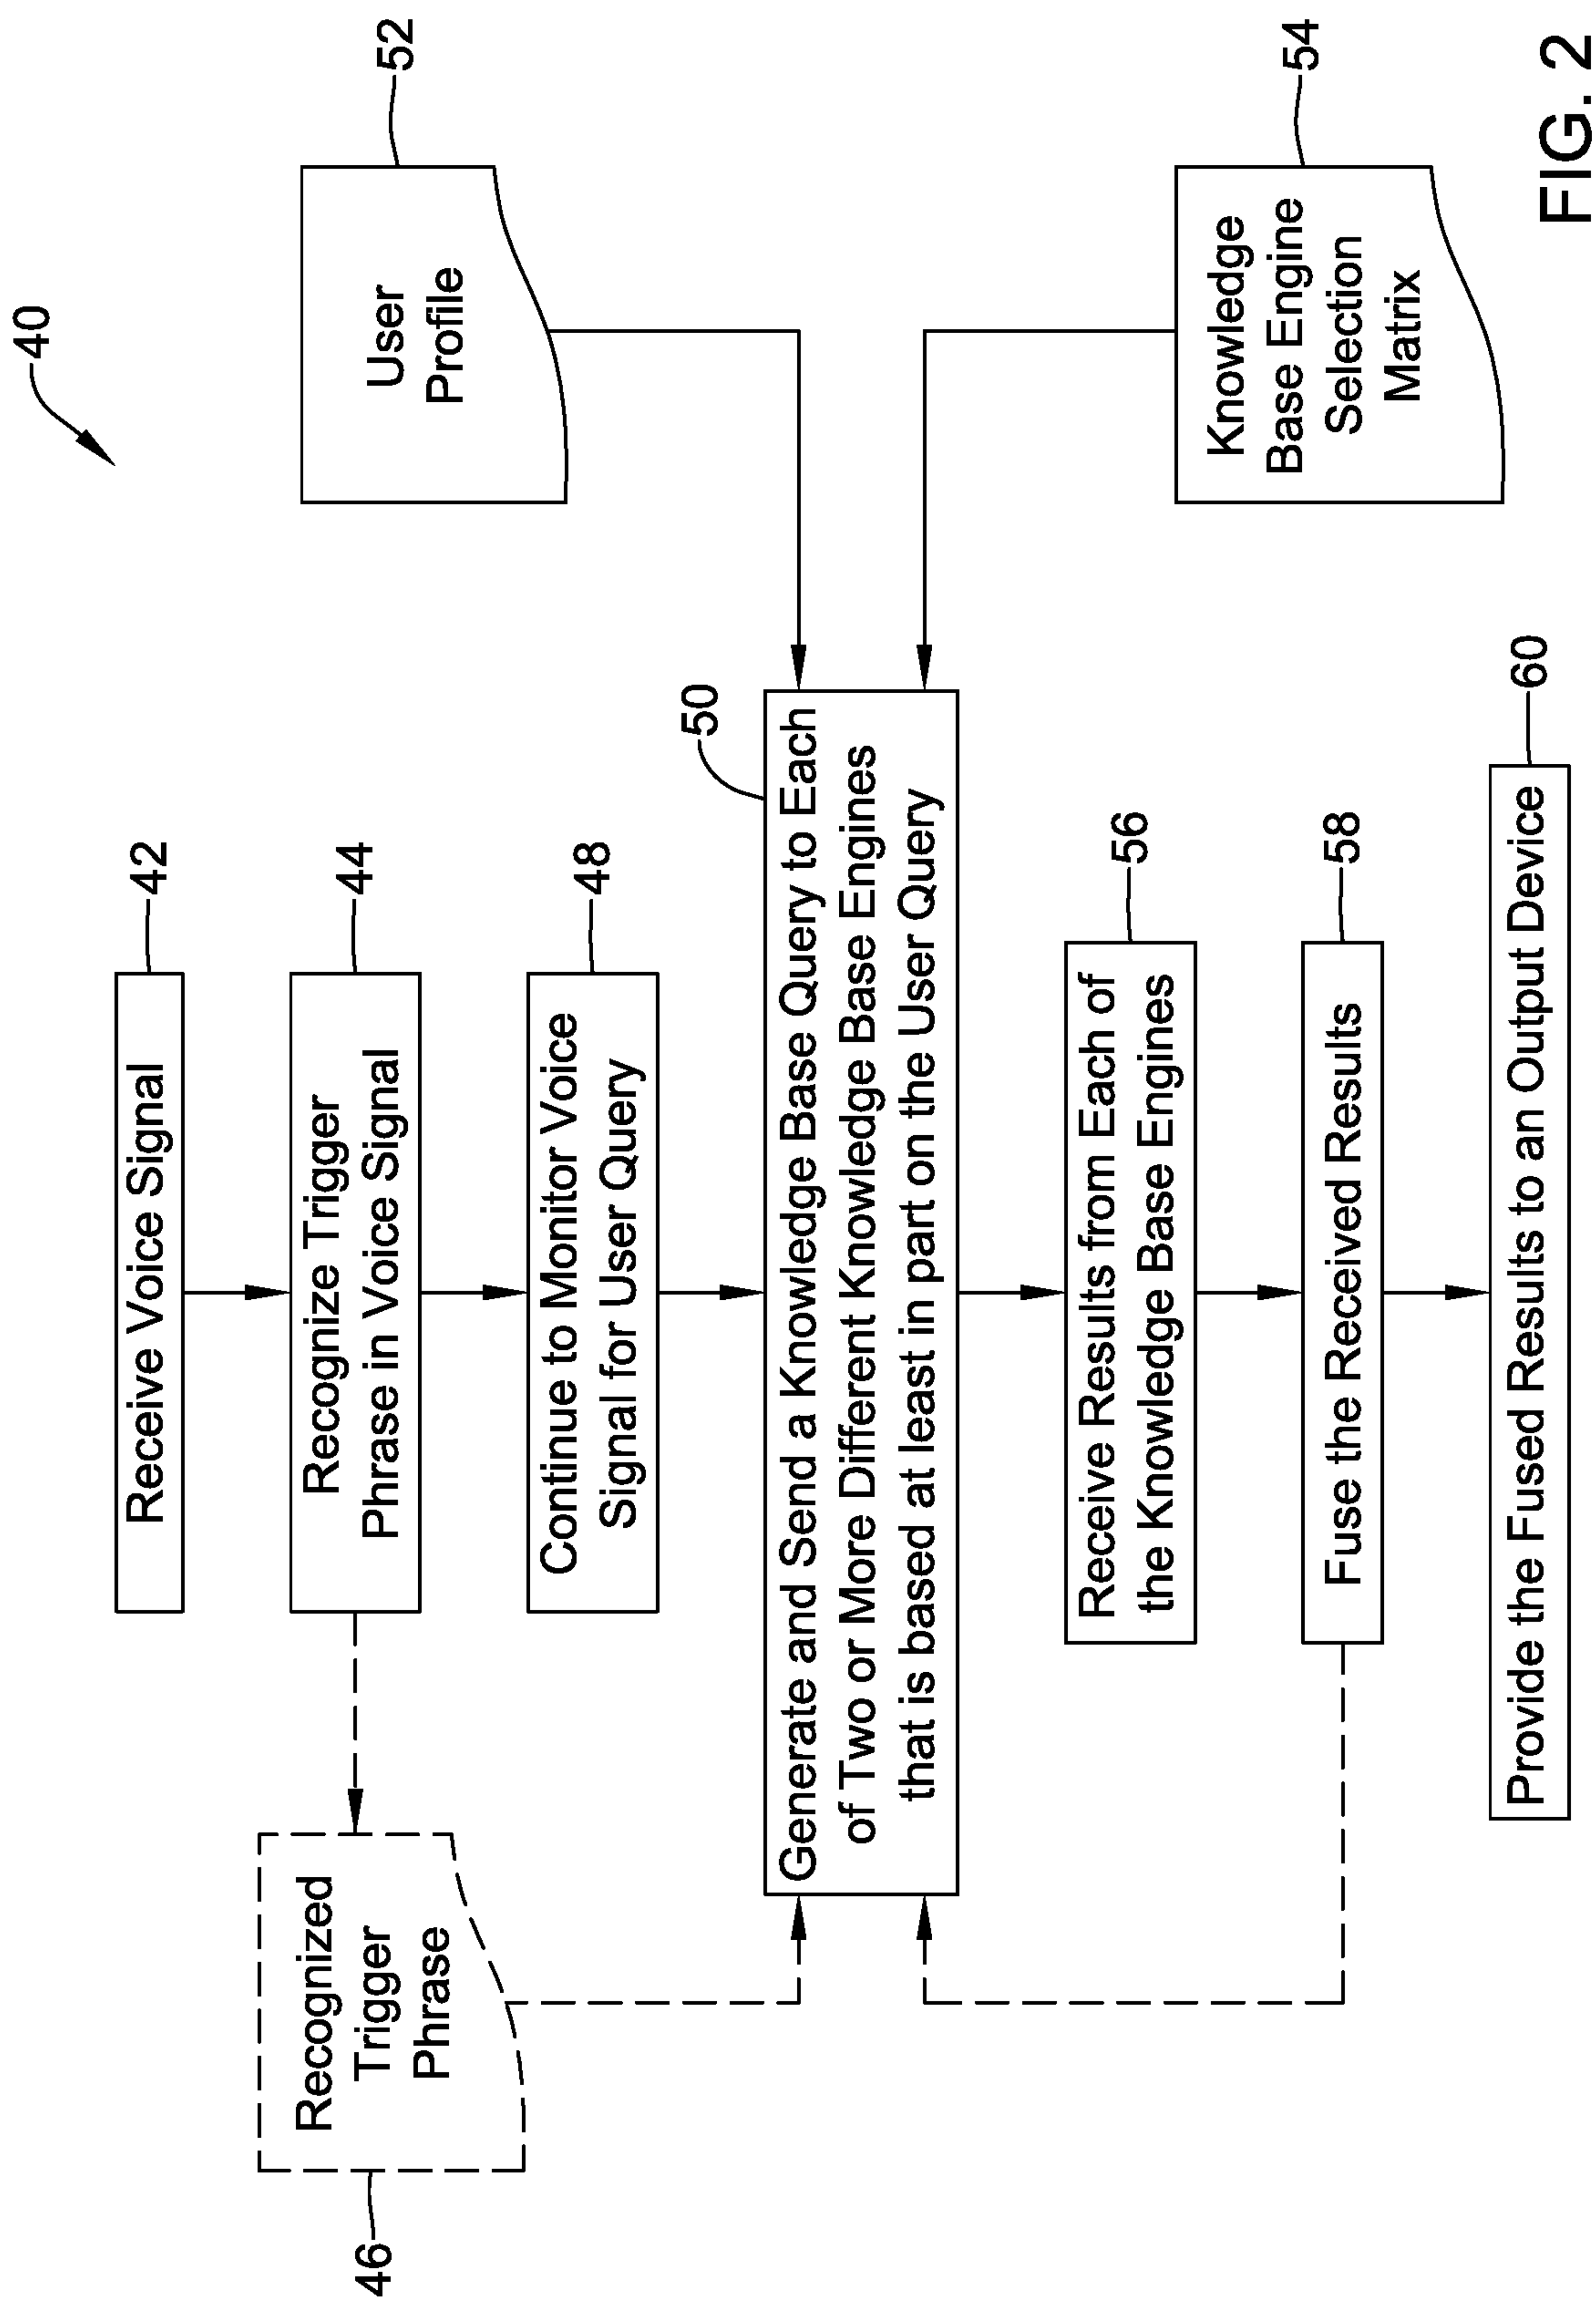 40
Receive Voice Signal
42
Recognize Trigger
Phrase in Voice Signal
44
Recognized
Trigger
Phrase
46
Continue to Monitor Voice
Signal for User Query
48
User
Profile
52
Generate and Send a Knowledge Base Query to Each
of Two or More Different Knowledge Base Engines
that is based at least in part on the User Query
50
Knowledge
Base Engine
Selection
Matrix
54
Receive Results from Each of
the Knowledge Base Engines
56
Fuse the Received Results
58
Provide the Fused Results to an Output Device
60
FIG. 2